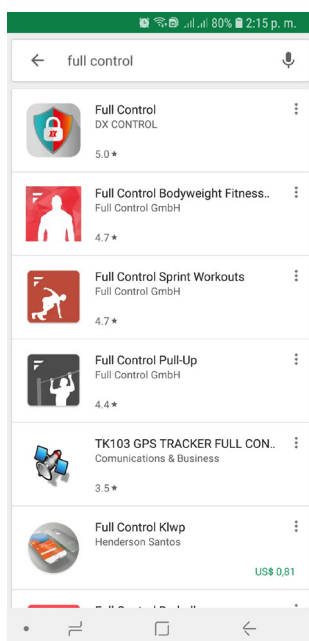 80% 2:15 p. m.
full control
Full Control
DX CONTROL
5.0 ★
Full Control Bodyweight Fitness..
Full Control GmbH
4.7 ★
Full Control Sprint Workouts
Full Control GmbH
4.7 ★
Full Control Pull-Up
Full Control GmbH
4.4 ★
TK103 GPS TRACKER FULL CON..
Comunications & Business
3.5 ★
Full Control Klwp
Henderson Santos
US$ 0,81